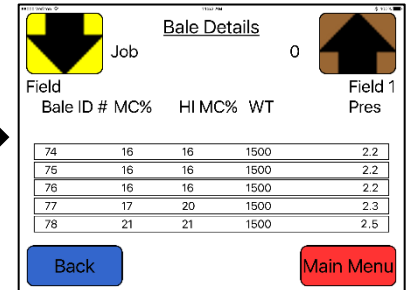 Bale Details
Job 0
Field Field 1
Bale ID # MC% HI MC% WT Pres
74 16 16 1500 2.2
75 16 16 1500 2.2
76 16 16 1500 2.2
77 17 20 1500 2.3
78 21 21 1500 2.5
Back Main Menu